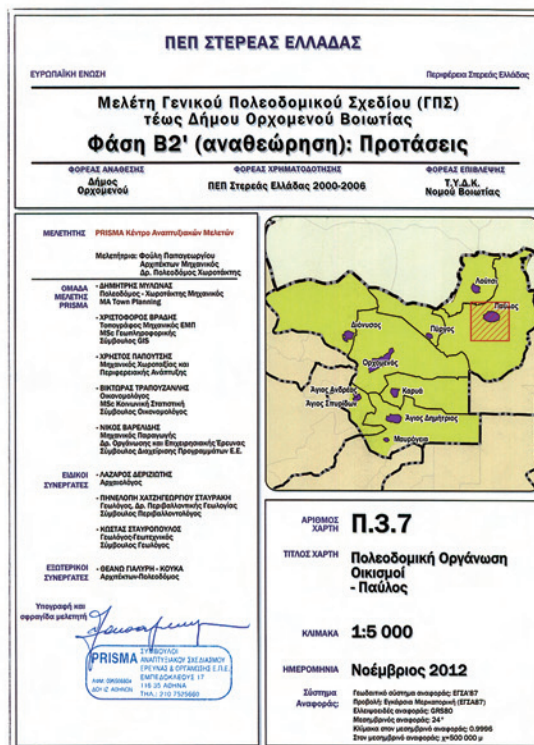 ΠΕΠ ΣΤΕΡΕΑΣ ΕΛΛΑΔΑΣ
ΕΥΡΩΠΑΪΚΗ ΕΝΩΣΗ
Περιφέρεια Στερεάς Ελλάδας
Μελέτη Γενικού Πολεοδομικού Σχεδίου (ΓΠΣ)
τέως Δήμου Ορχομενού Βοιωτίας
Φάση Β2' (αναθεώρηση): Προτάσεις
ΦΟΡΕΑΣ ΑΝΑΘΕΣΗΣ
Δήμος
Ορχομενού
ΦΟΡΕΑΣ ΧΡΗΜΑΤΟΔΟΤΗΣΗΣ
ΠΕΠ Στερεάς Ελλάδας 2000-2006
ΦΟΡΕΑΣ ΕΠΙΒΛΕΨΗΣ
Τ.Υ.Δ.Κ.
Νομού Βοιωτίας
ΜΕΛΕΤΗΤΗΣ PRISMA Κέντρο Αναπτυξιακών Μελετών
Μελετήτρια: Φούλη Παπαγεωργίου
Αρχιτέκτων Μηχανικός
Δρ. Πολεοδόμος Χωροτάκτης
ΟΜΑΔΑ
ΜΕΛΕΤΗΣ
PRISMA
- ΔΗΜΗΤΡΗΣ ΜΥΛΩΝΑΣ
Πολεοδόμος - Χωροτάκτης Μηχανικός
MA Town Planning
- ΧΡΙΣΤΟΦΟΡΟΣ ΒΡΑΔΗΣ
Τοπογράφος Μηχανικός ΕΜΠ
MSc Γεωπληροφορικής
Σύμβουλος GIS
- ΧΡΗΣΤΟΣ ΠΑΠΟΥΤΣΗΣ
Μηχανικός Χωροταξίας και
Περιφερειακής Ανάπτυξης
- ΒΙΚΤΩΡΑΣ ΤΡΑΠΟΥΖΑΝΛΗΣ
Οικονομολόγος
MSc Κοινωνική Στατιστική
Σύμβουλος Οικονομολόγος
- ΝΙΚΟΣ ΒΑΡΕΛΙΔΗΣ
Μηχανικός Παραγωγής
Δρ. Οργάνωσης και Επιχειρησιακής Έρευνας
Σύμβουλος Διαχείρισης Προγραμμάτων Ε.Ε.
ΕΙΔΙΚΟΙ
ΣΥΝΕΡΓΑΤΕΣ
- ΛΑΖΑΡΟΣ ΔΕΡΙΖΙΩΤΗΣ
Αρχαιολόγος
- ΠΗΝΕΛΟΠΗ ΧΑΤΖΗΓΕΩΡΓΙΟΥ ΣΤΑΥΡΑΚΗ
Γεωλόγος, Δρ. Περιβαλλοντικής Γεωλογίας
Σύμβουλος Περιβαλλοντολόγος
- ΚΩΣΤΑΣ ΣΤΑΥΡΟΠΟΥΛΟΣ
Γεωλόγος-Γεωτεχνικός
Σύμβουλος Γεωλόγος
ΕΞΩΤΕΡΙΚΟΙ
ΣΥΝΕΡΓΑΤΕΣ
- ΘΕΑΝΩ ΓΙΑΛΥΡΗ - ΚΟΥΚΑ
Αρχιτέκτων-Πολεοδόμος
Υπογραφή και
σφραγίδα μελετητή
PRISMA
ΣΥΜΒΟΥΛΟΙ
ΑΝΑΠΤΥΞΙΑΚΟΥ ΣΧΕΔΙΑΣΜΟΥ
ΕΡΕΥΝΑΣ & ΟΡΓΑΝΩΣΗΣ Ε.Π.Ε.
ΕΜΠΕΔΟΚΛΕΟΥΣ 17
116 35 ΑΘΗΝΑ
ΤΗΛ.: 210 7525660
ΔΟΥ ΙΖ ΑΘΗΝΩΝ
Λούτσι
Παύλος
Διόνυσος
Πύργος
Ορχομενός
Άγιος Ανδρέας
Καρυά
Άγιος Σπυρίδων
Άγιος Δημήτριος
Μαυρόγεια
ΑΡΙΘΜΟΣ
ΧΑΡΤΗ
Π.3.7
ΤΙΤΛΟΣ ΧΑΡΤΗ
Πολεοδομική Οργάνωση
Οικισμοί
- Παύλος
ΚΛΙΜΑΚΑ 1:5 000
ΗΜΕΡΟΜΗΝΙΑ Νοέμβριος 2012
Σύστημα
Αναφοράς:
Γεωδαιτικό σύστημα αναφοράς: ΕΓΣΑ'87
Προβολή: Εγκάρσια Μερκατορική (ΕΓΣΑ87)
Ελλειψοειδές αναφοράς: GRS80
Μεσημβρινός αναφοράς: 24°
Κλίμακα στον μεσημβρινό αναφοράς: 0.9996
Στον μεσημβρινό αναφοράς: χ=500 000 μ